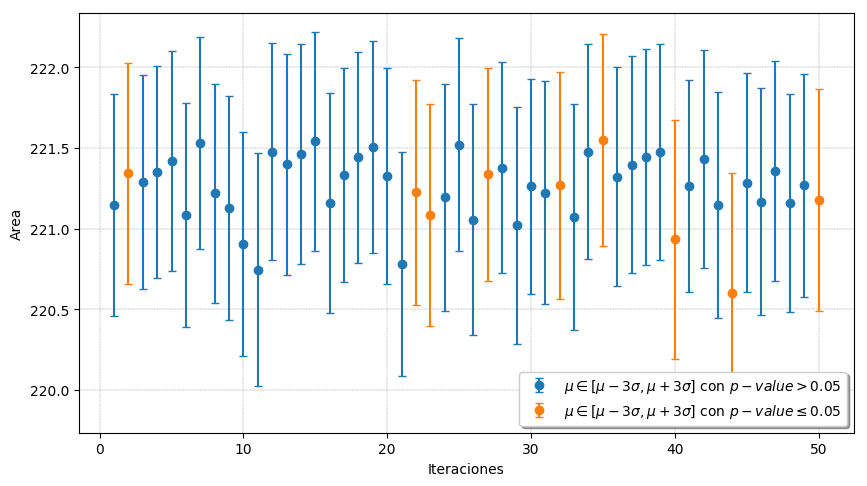 222.0
221.5
221.0
220.5
220.0
Area
μ ∈ [μ − 3σ, μ + 3σ] con p − value > 0.05
μ ∈ [μ − 3σ, μ + 3σ] con p − value ≤ 0.05
0 10 20 30 40 50
Iteraciones